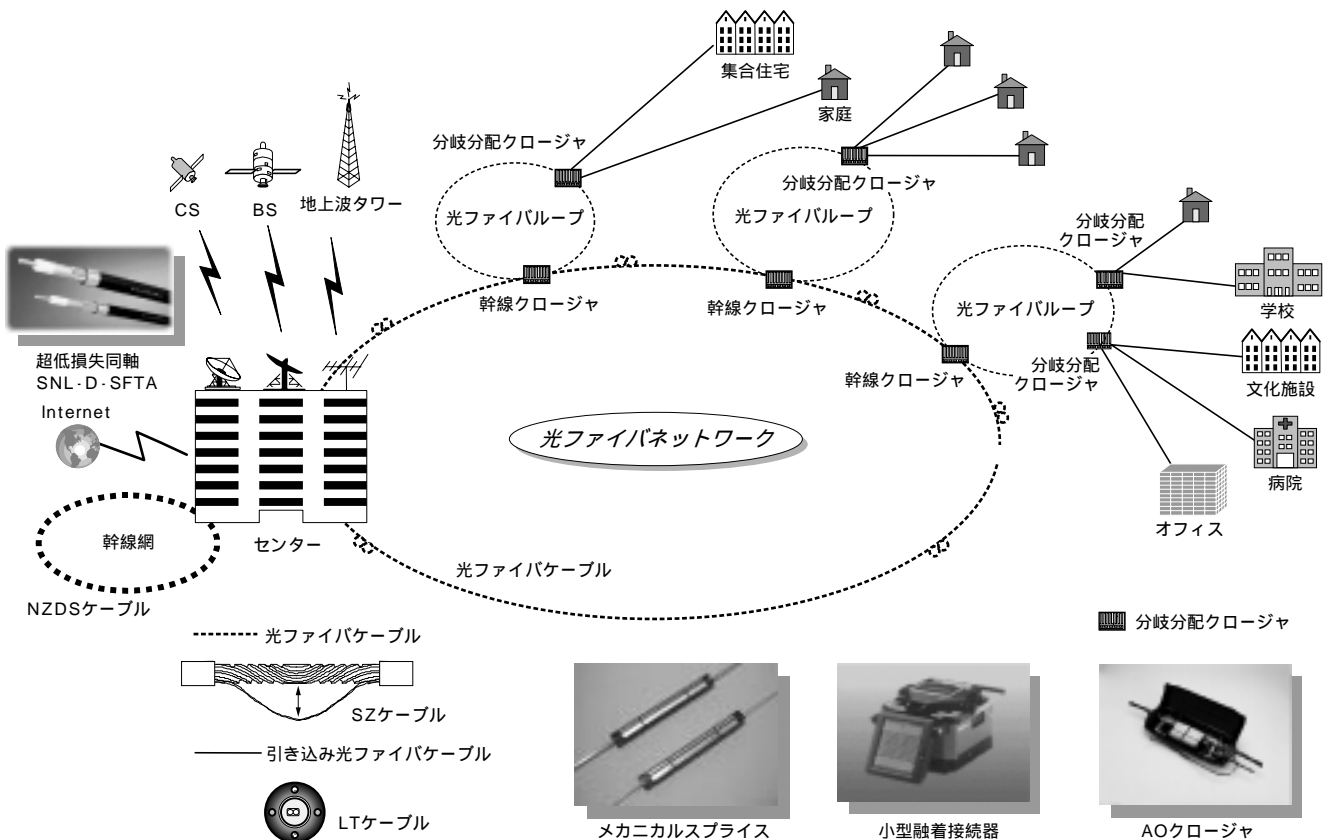 集合住宅
家庭
分岐分配クロージャ
分岐分配クロージャ
CS
BS
地上波タワー
光ファイバループ
光ファイバループ
分岐分配
クロージャ
幹線クロージャ
幹線クロージャ
光ファイバループ
学校
超低損失同軸
SNL・D・SFTA
幹線クロージャ
分岐分配
クロージャ
文化施設
Internet
光ファイバネットワーク
病院
オフィス
幹線網
センター
光ファイバケーブル
NZDSケーブル
光ファイバケーブル
分岐分配クロージャ
SZケーブル
引き込み光ファイバケーブル
LTケーブル
メカニカルスプライス
小型融着接続器
AOクロージャ